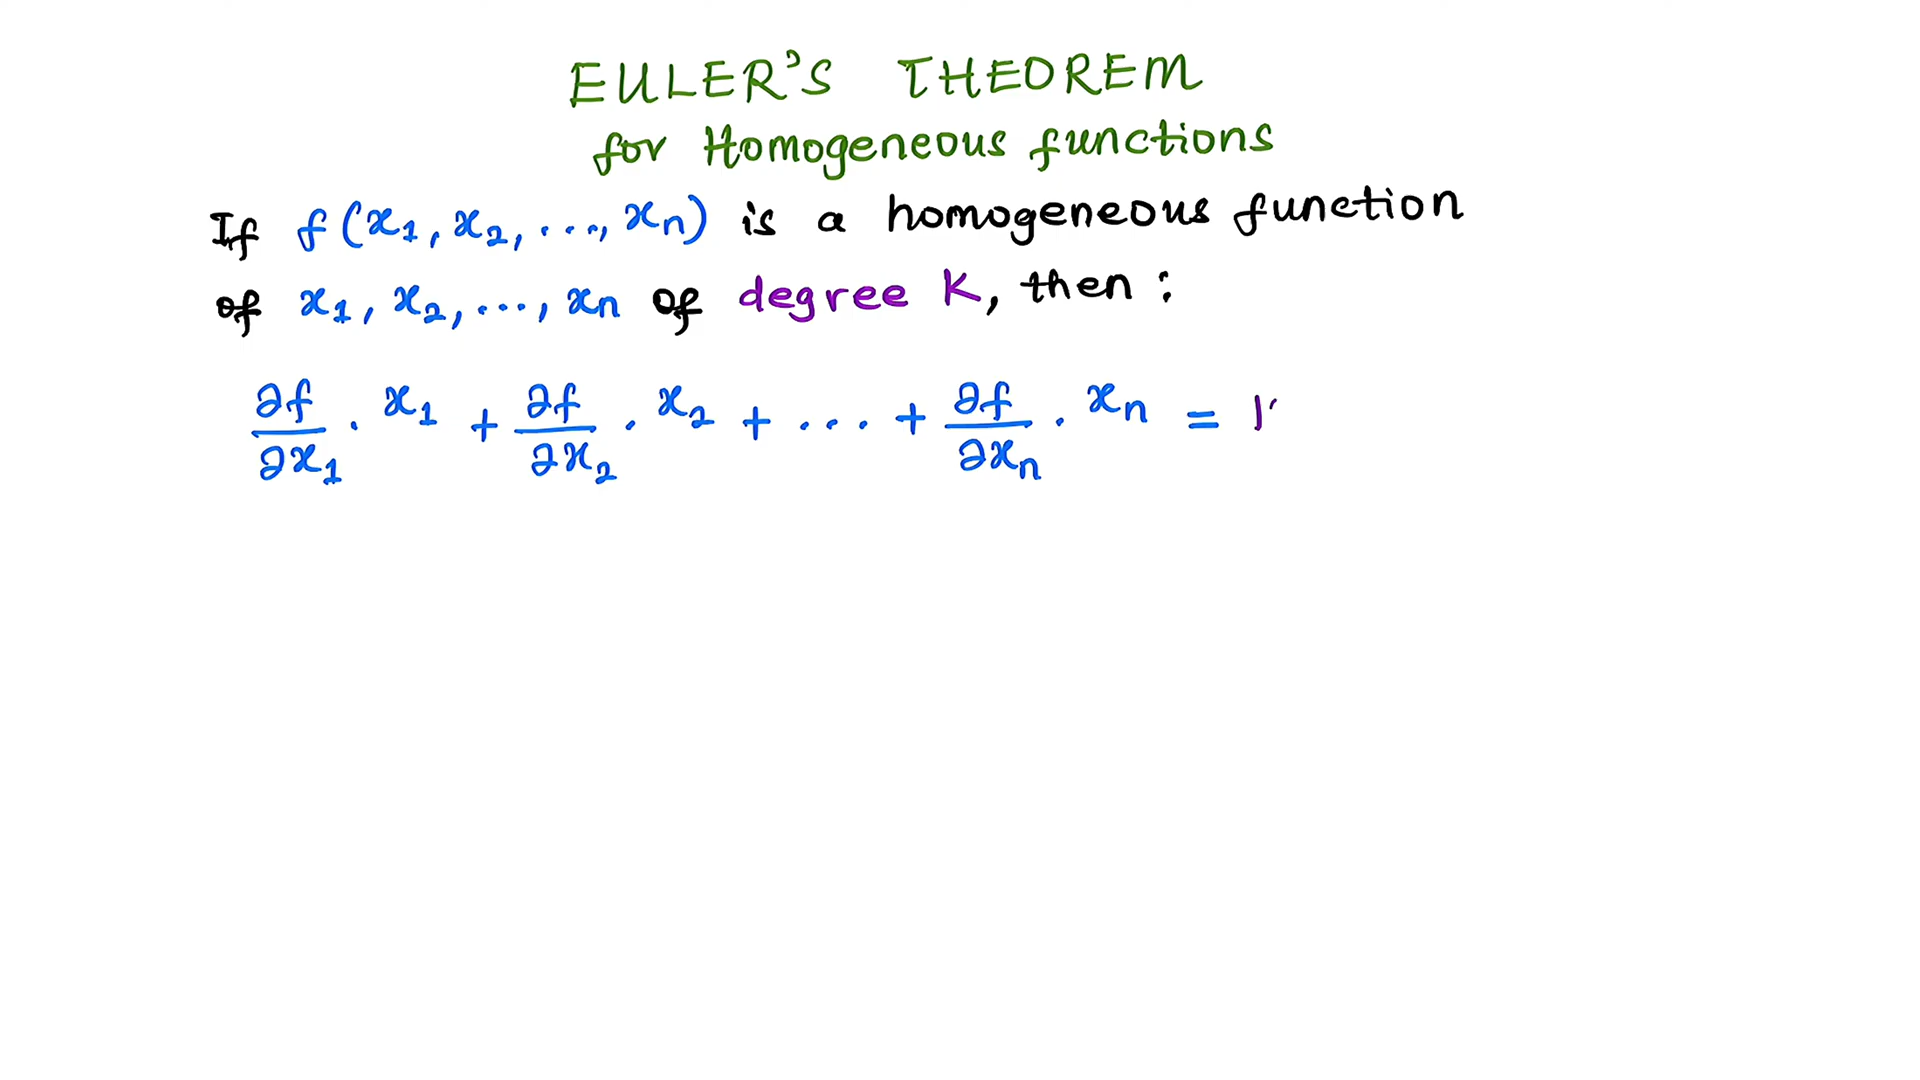 EULER'S THEOREM
for Homogeneous functions
If f(x₁, x₂, ..., xₙ) is a homogeneous function
of x₁, x₂, ..., xₙ of degree K, then :
∂f/∂x₁ · x₁ + ∂f/∂x₂ · x₂ + ... + ∂f/∂xₙ · xₙ =